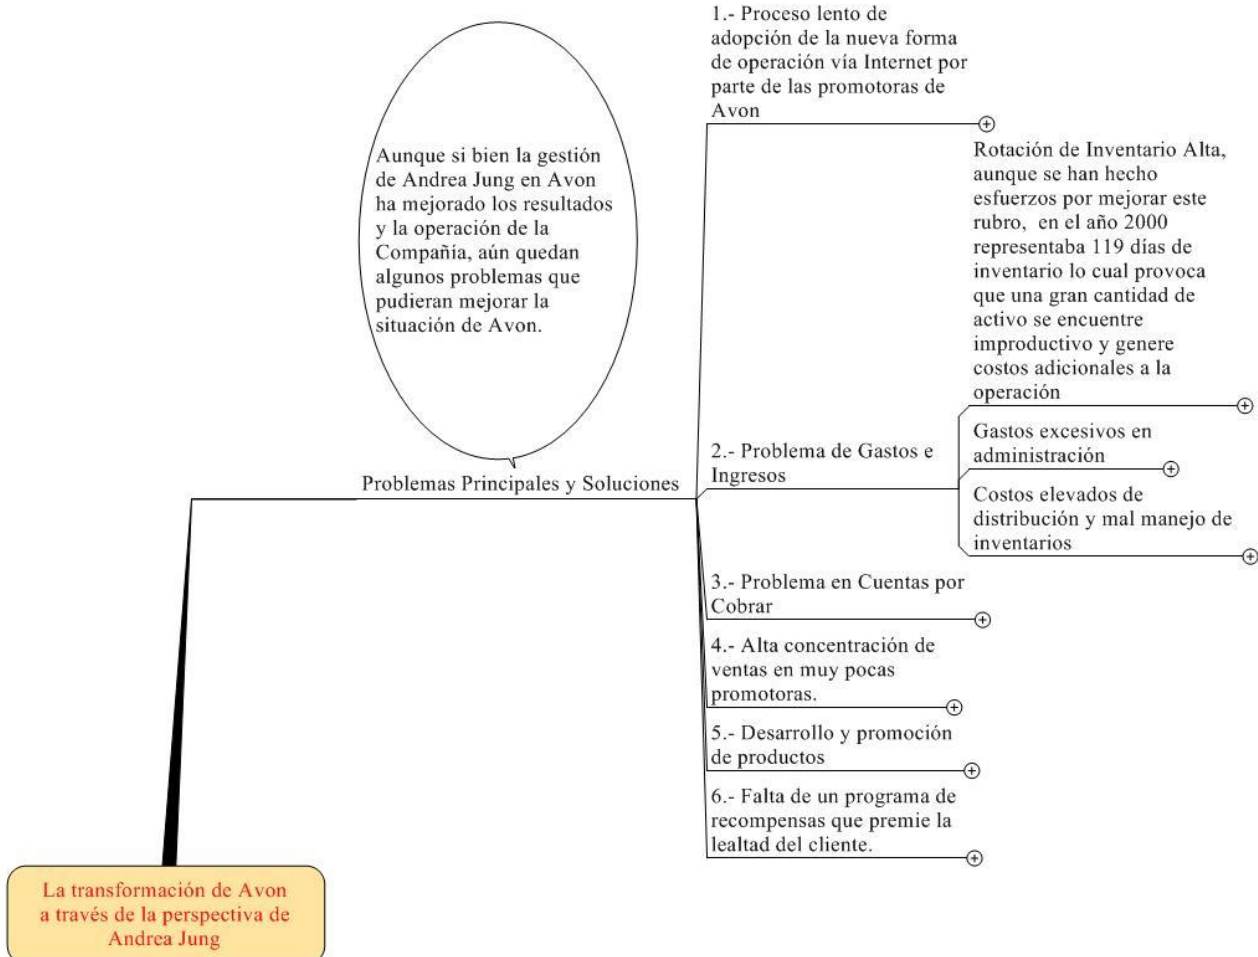 1.- Proceso lento de
adopción de la nueva forma
de operación vía Internet por
parte de las promotoras de
Avon
Aunque si bien la gestión
de Andrea Jung en Avon
ha mejorado los resultados
y la operación de la
Compañía, aún quedan
algunos problemas que
pudieran mejorar la
situación de Avon.
Rotación de Inventario Alta,
aunque se han hecho
esfuerzos por mejorar este
rubro,  en el año 2000
representaba 119 días de
inventario lo cual provoca
que una gran cantidad de
activo se encuentre
improductivo y genere
costos adicionales a la
operación
Problemas Principales y Soluciones
2.- Problema de Gastos e
Ingresos
Gastos excesivos en
administración
Costos elevados de
distribución y mal manejo de
inventarios
3.- Problema en Cuentas por
Cobrar
4.- Alta concentración de
ventas en muy pocas
promotoras.
5.- Desarrollo y promoción
de productos
6.- Falta de un programa de
recompensas que premie la
lealtad del cliente.
La transformación de Avon
a través de la perspectiva de
Andrea Jung